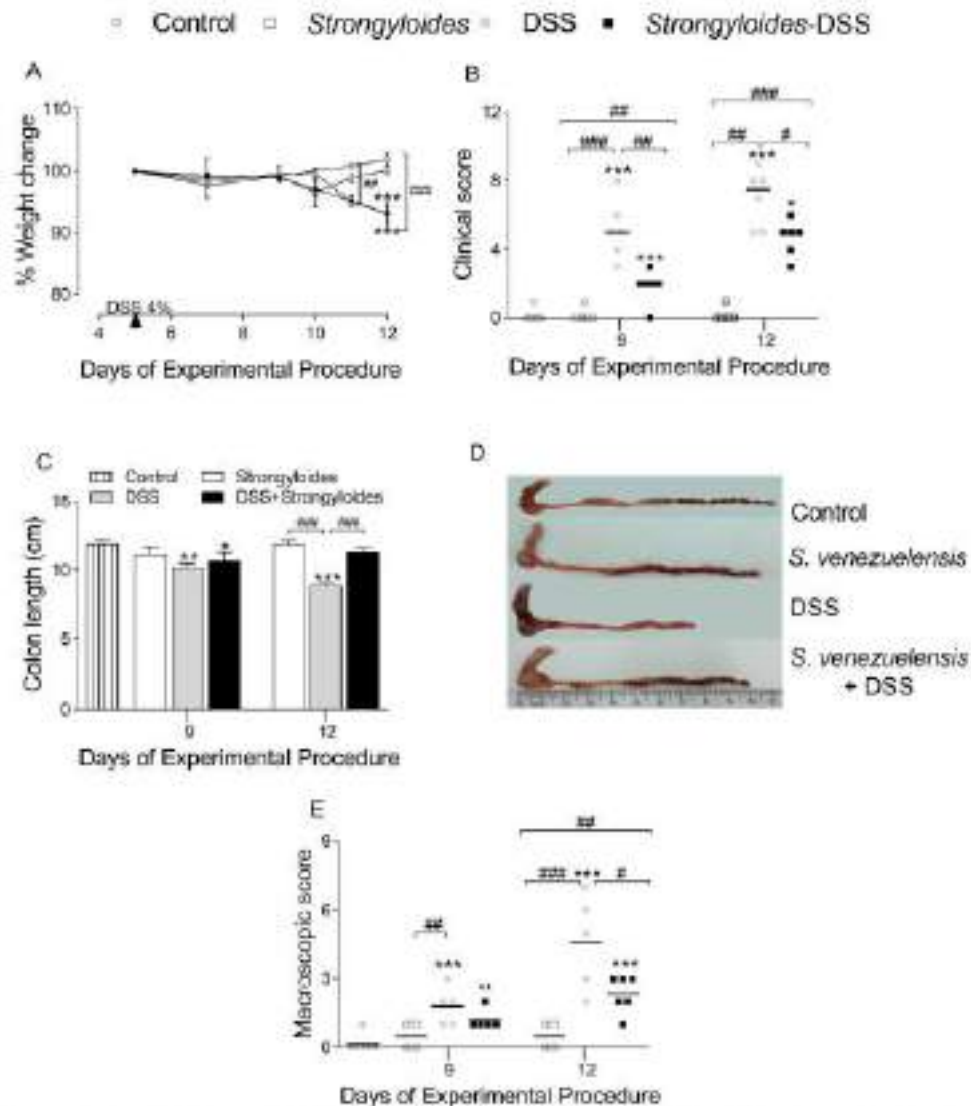 Control Strongyloides DSS Strongyloides-DSS
A
% Weight change
110
100
90
80
##
DSS 4%
4 6 8 10 12
Days of Experimental Procedure
B
Clinical score
12
8
4
0
##
###
##
***
***
###
##
#
***
*
9 12
Days of Experimental Procedure
C
Control Strongyloides
DSS DSS+Strongyloides
Colon length (cm)
15
10
5
0
**
*
##
##
***
9 12
Days of Experimental Procedure
D
Control
S. venezuelensis
DSS
S. venezuelensis
+ DSS
E
Macroscopic score
9
6
3
0
##
***
**
##
###
***
#
***
9 12
Days of Experimental Procedure